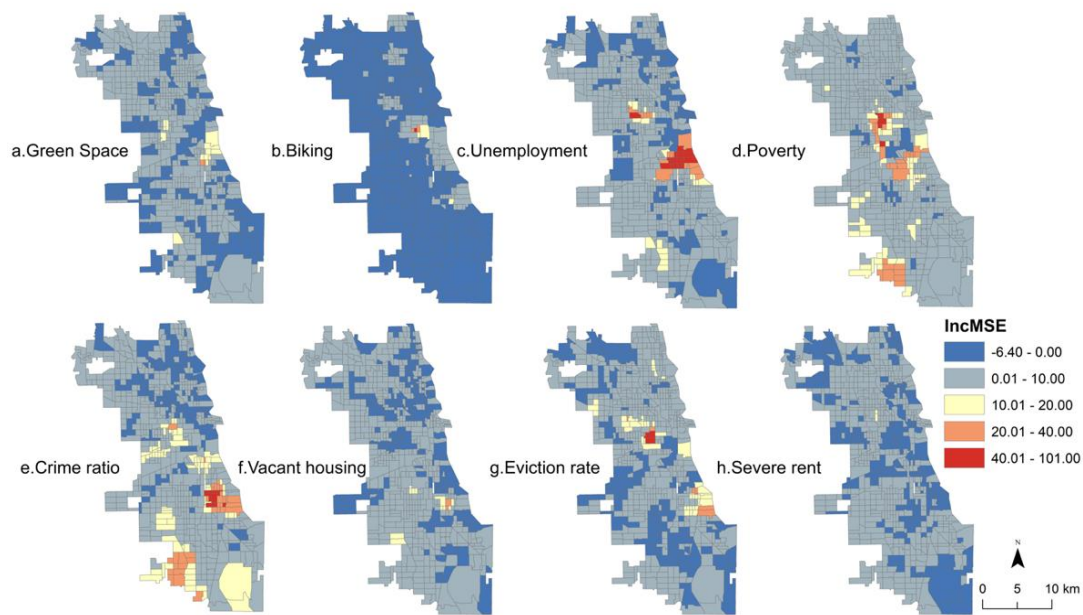 a.Green Space
b.Biking
c.Unemployment
d.Poverty
e.Crime ratio
f.Vacant housing
g.Eviction rate
h.Severe rent
IncMSE
-6.40 - 0.00
0.01 - 10.00
10.01 - 20.00
20.01 - 40.00
40.01 - 101.00
N
0 5 10 km